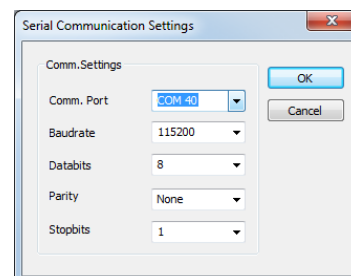 Serial Communication Settings
Comm.Settings
Comm. Port COM 40
Baudrate 115200
Databits 8
Parity None
Stopbits 1
OK
Cancel